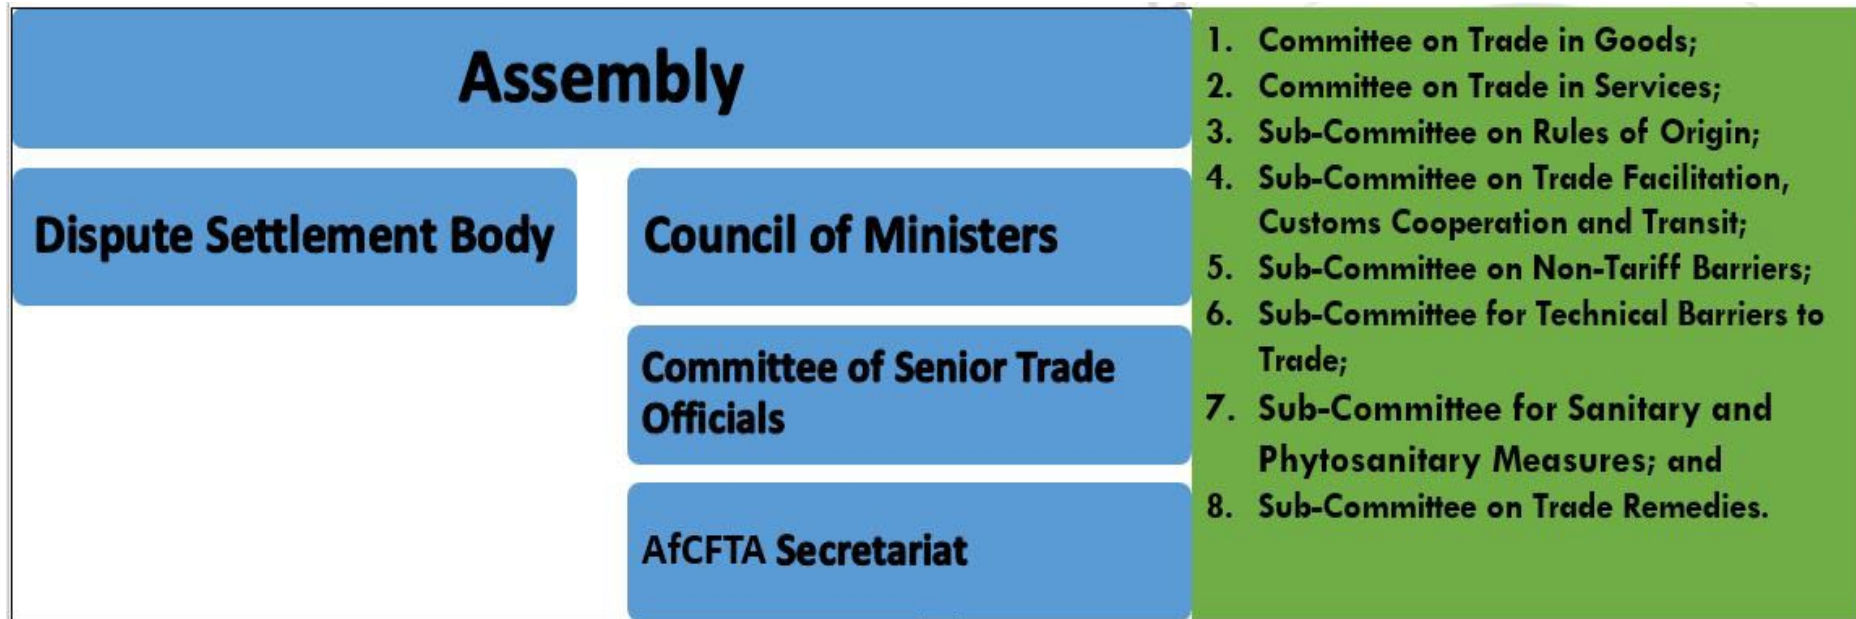 Assembly
Dispute Settlement Body
Council of Ministers
Committee of Senior Trade
Officials
AfCFTA Secretariat
1. Committee on Trade in Goods;
2. Committee on Trade in Services;
3. Sub-Committee on Rules of Origin;
4. Sub-Committee on Trade Facilitation,
Customs Cooperation and Transit;
5. Sub-Committee on Non-Tariff Barriers;
6. Sub-Committee for Technical Barriers to
Trade;
7. Sub-Committee for Sanitary and
Phytosanitary Measures; and
8. Sub-Committee on Trade Remedies.